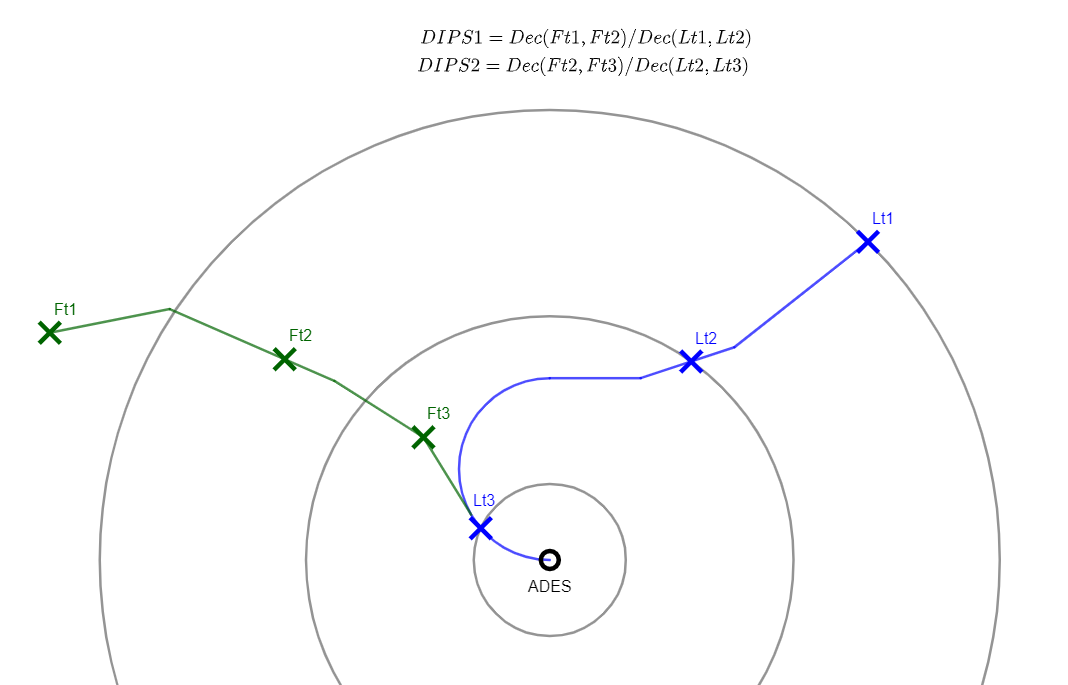 DIPS1 = Dec(Ft1, Ft2)/Dec(Lt1, Lt2)
DIPS2 = Dec(Ft2, Ft3)/Dec(Lt2, Lt3)
Lt1
Ft1
Ft2
Lt2
Ft3
Lt3
ADES